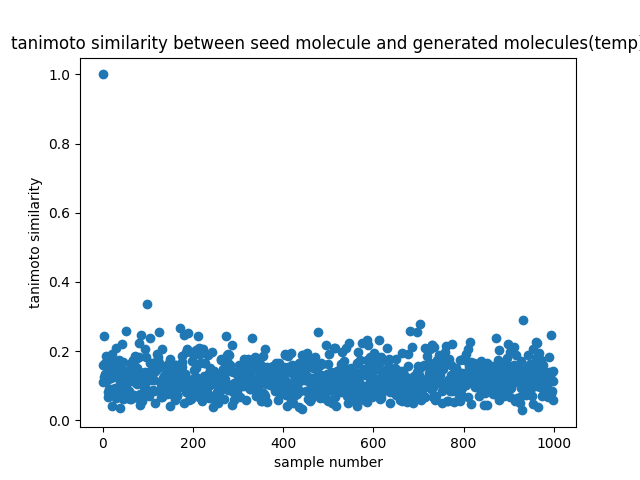 tanimoto similarity between seed molecule and generated molecules(temp)
1.0
0.8
0.6
0.4
0.2
0.0
tanimoto similarity
0 200 400 600 800 1000
sample number